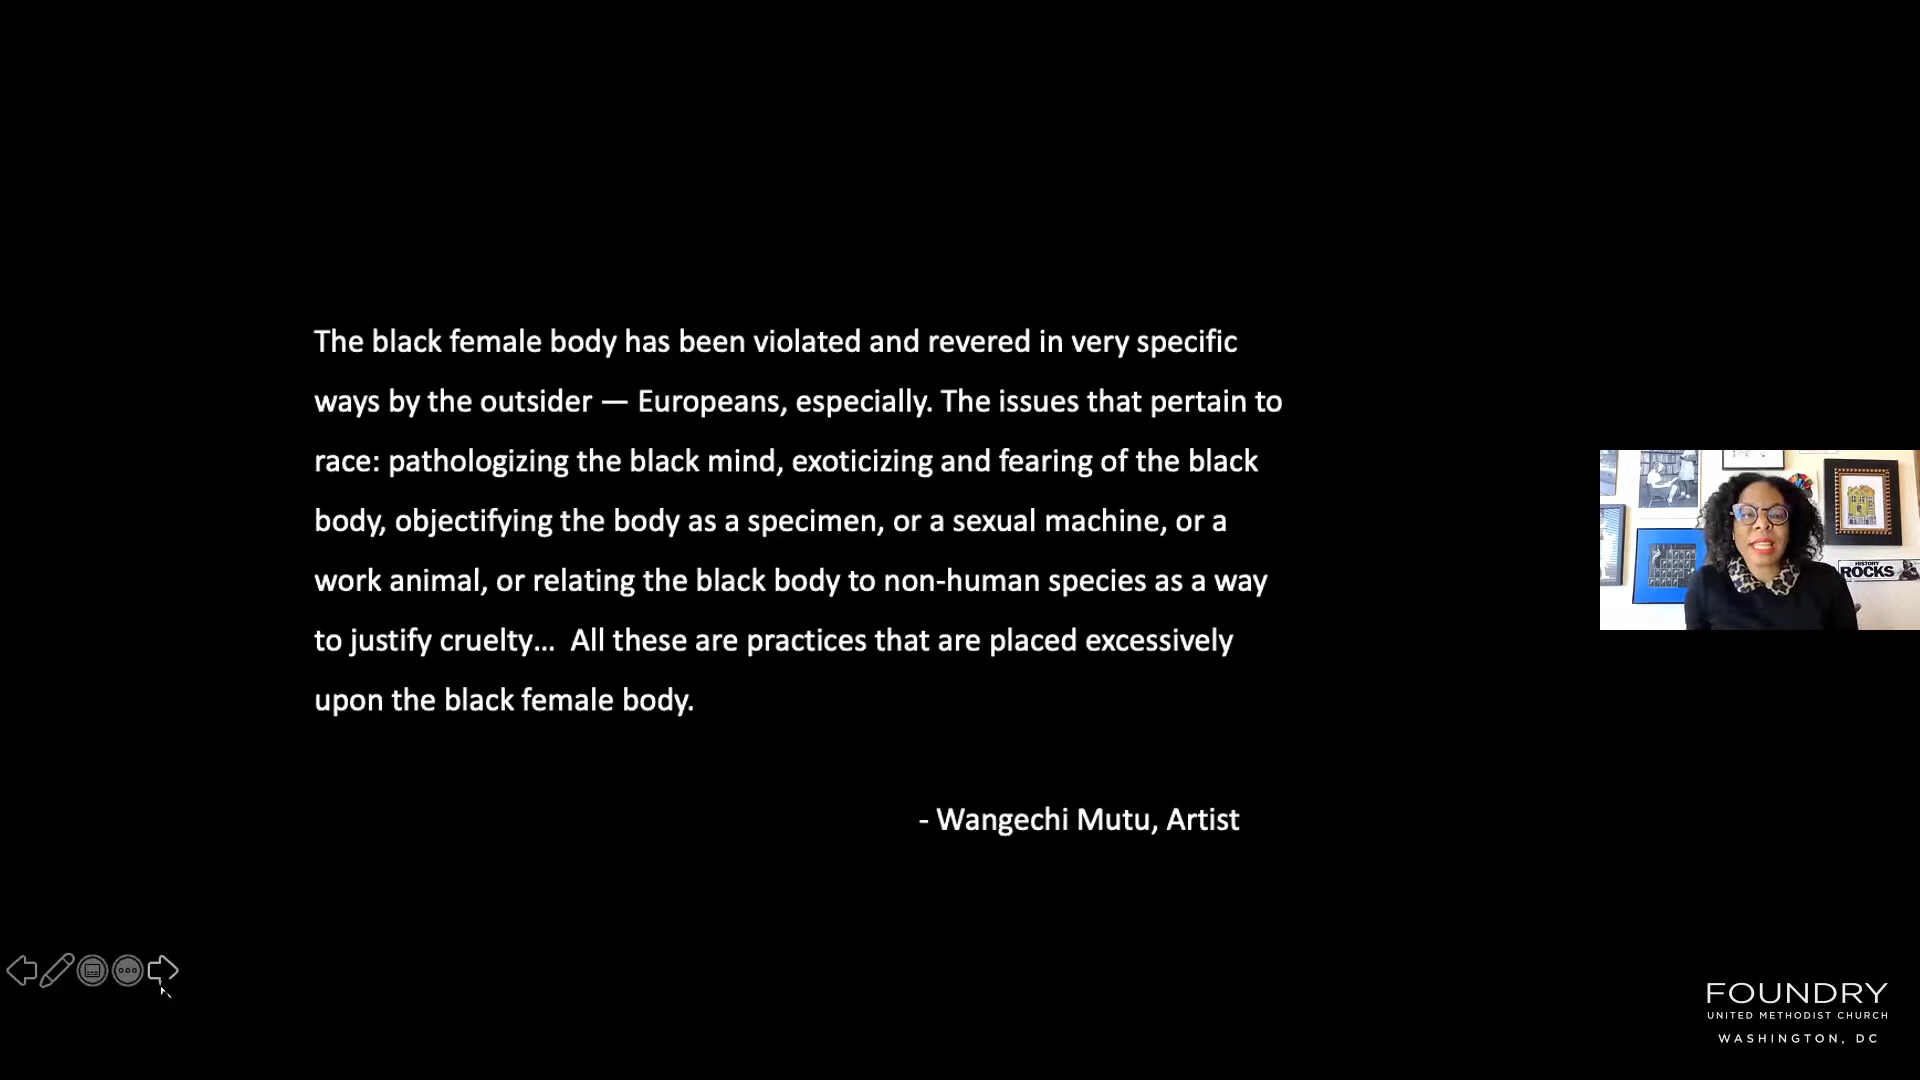 The black female body has been violated and revered in very specific
ways by the outsider — Europeans, especially. The issues that pertain to
race: pathologizing the black mind, exoticizing and fearing of the black
body, objectifying the body as a specimen, or a sexual machine, or a
work animal, or relating the black body to non-human species as a way
to justify cruelty...  All these are practices that are placed excessively
upon the black female body.
- Wangechi Mutu, Artist
HISTORY
ROCKS
FOUNDRY
UNITED METHODIST CHURCH
WASHINGTON, DC